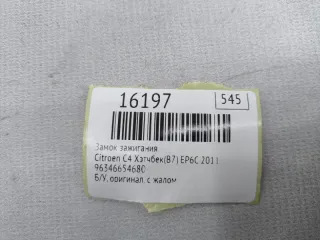 16197
545
Замок зажигания
Citroen C4 Хэтчбек(B7) EP6C 2011
96346654680
Б/У, оригинал. с жалом